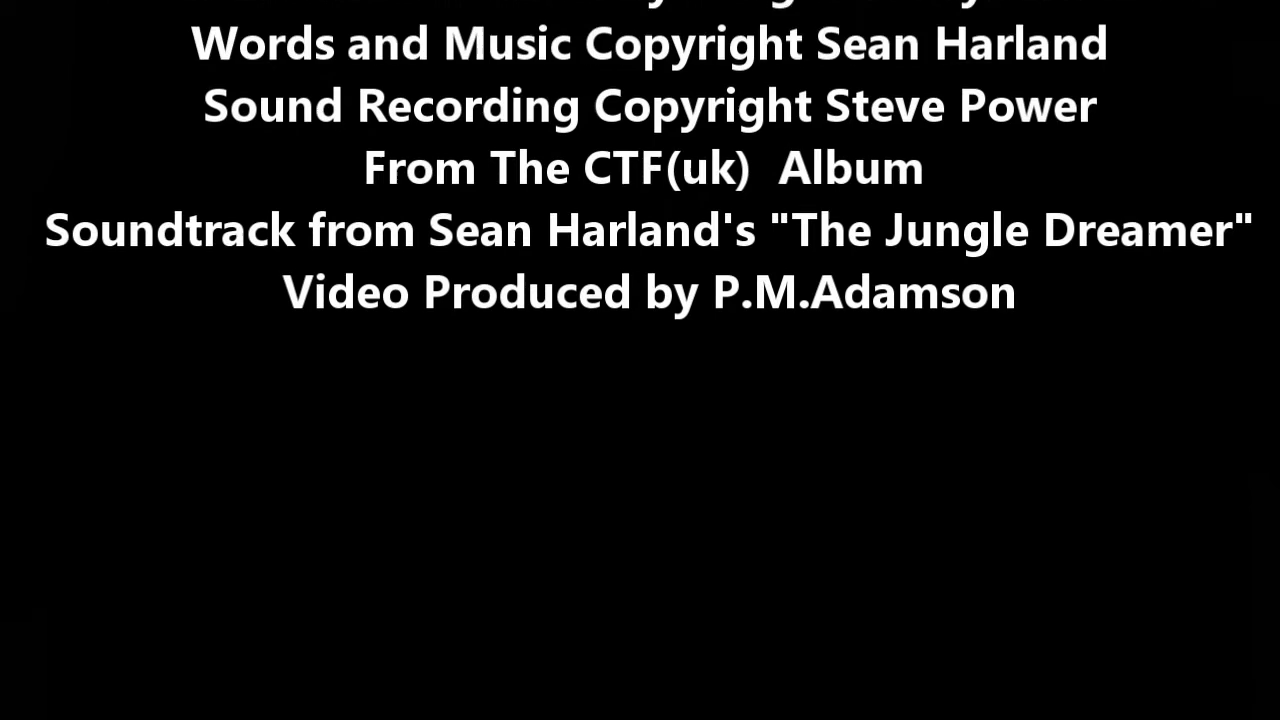 Words and Music Copyright Sean Harland
Sound Recording Copyright Steve Power
From The CTF(uk)  Album
Soundtrack from Sean Harland's "The Jungle Dreamer"
Video Produced by P.M.Adamson